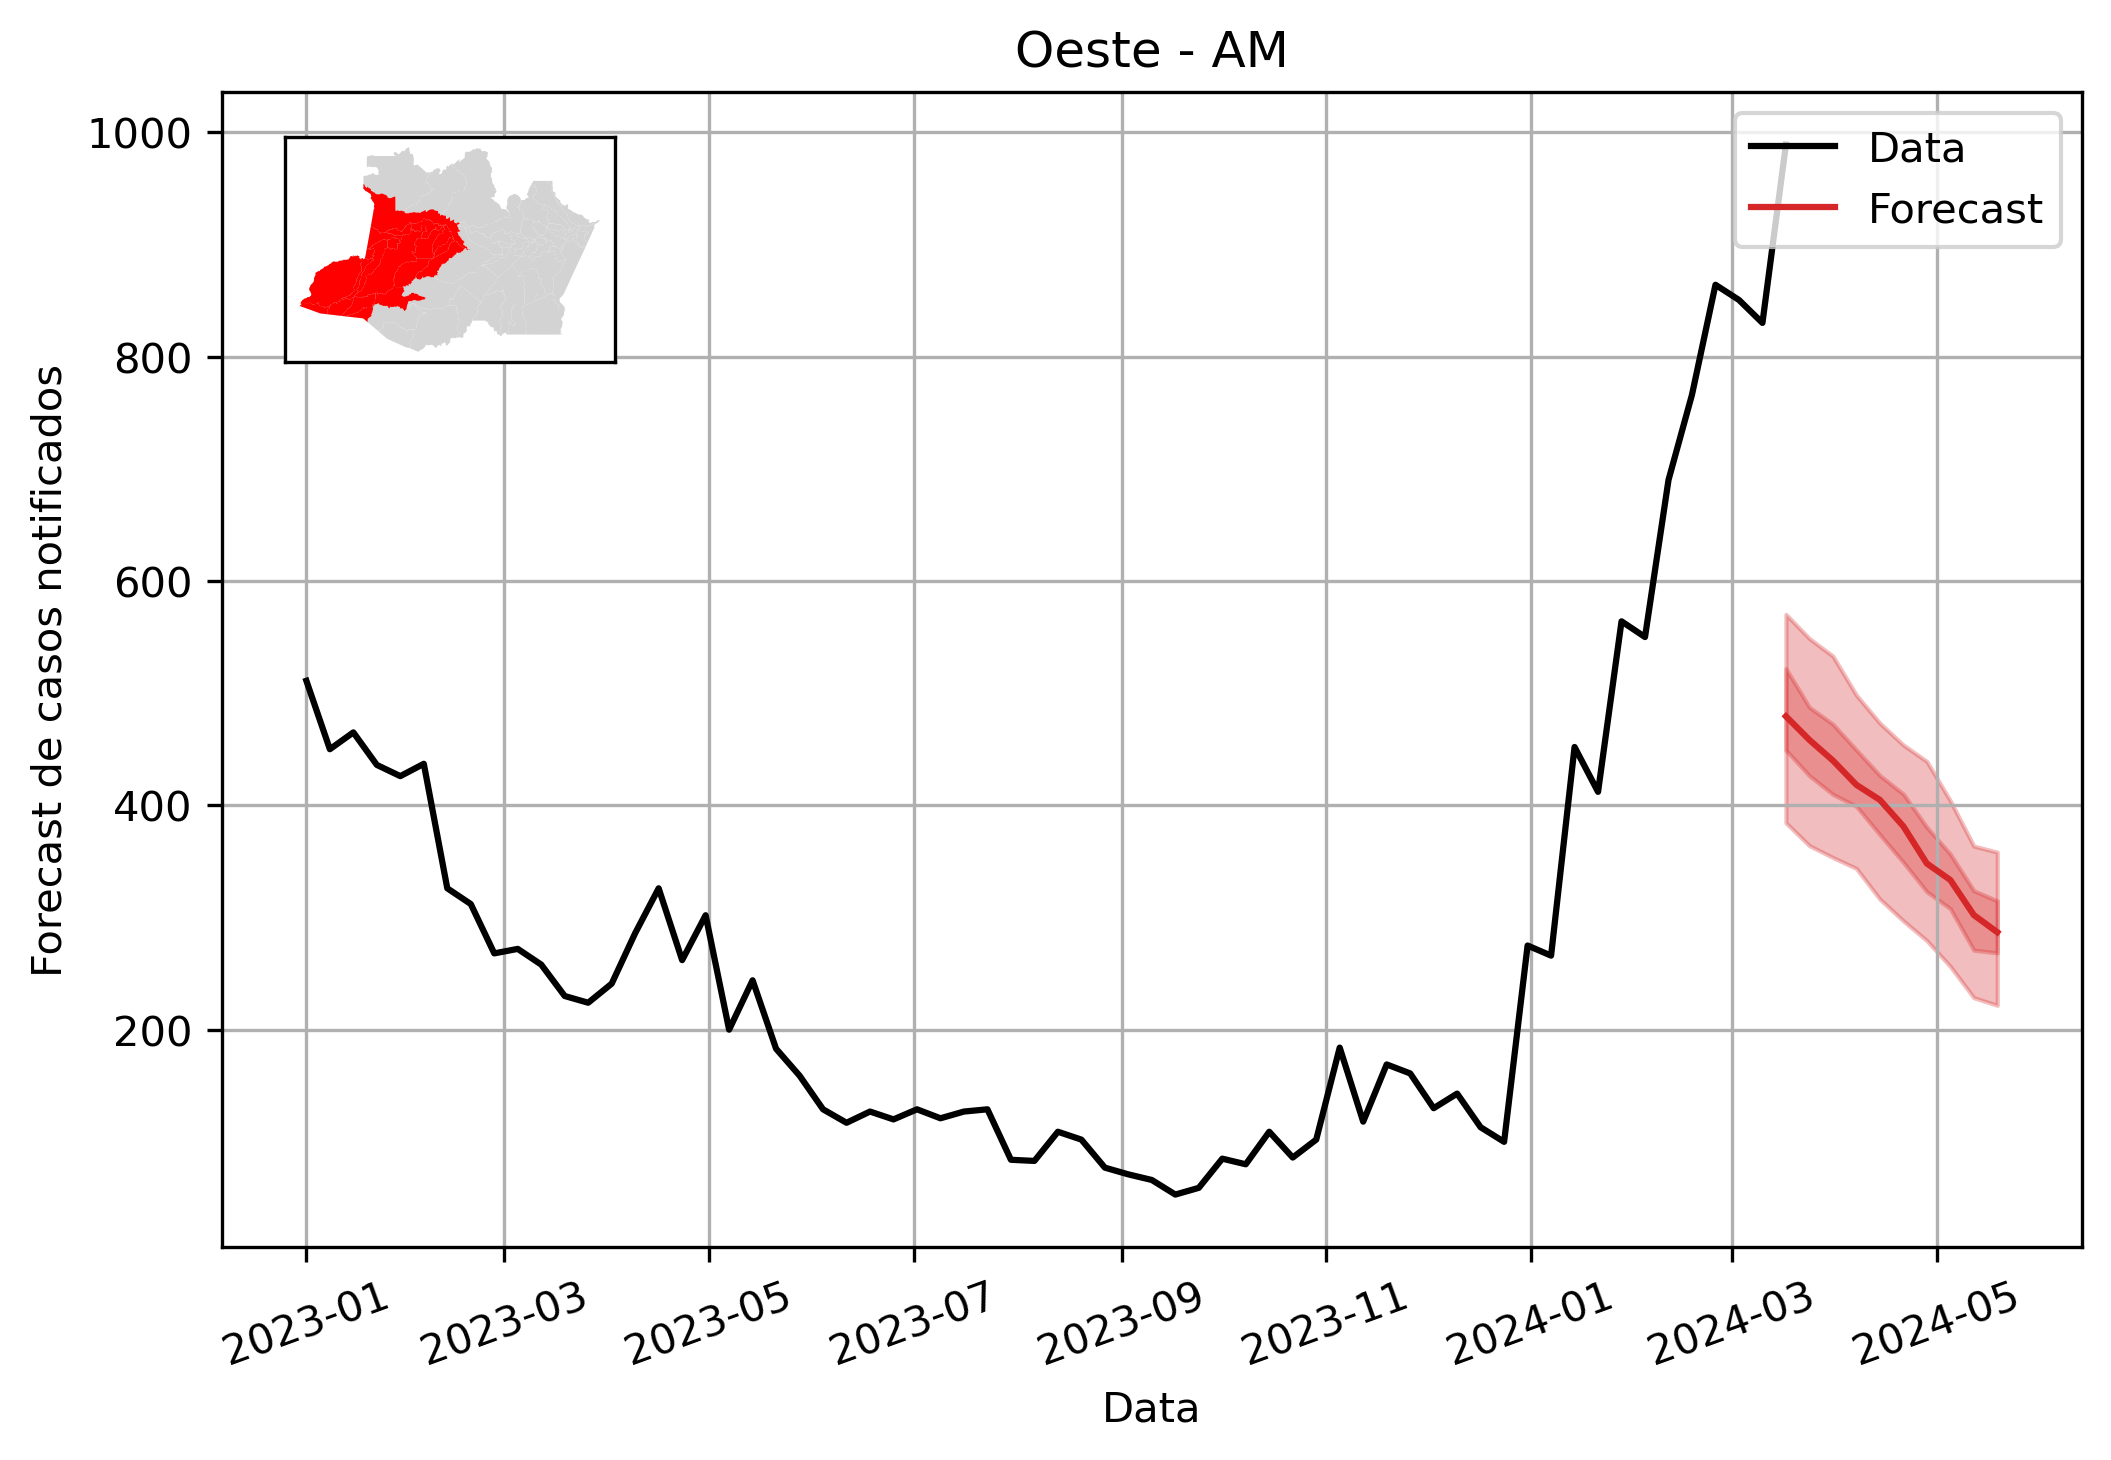 Oeste - AM
Forecast de casos notificados
1000
800
600
400
200
Data
Forecast
2023-01
2023-03
2023-05
2023-07
2023-09
2023-11
2024-01
2024-03
2024-05
Data